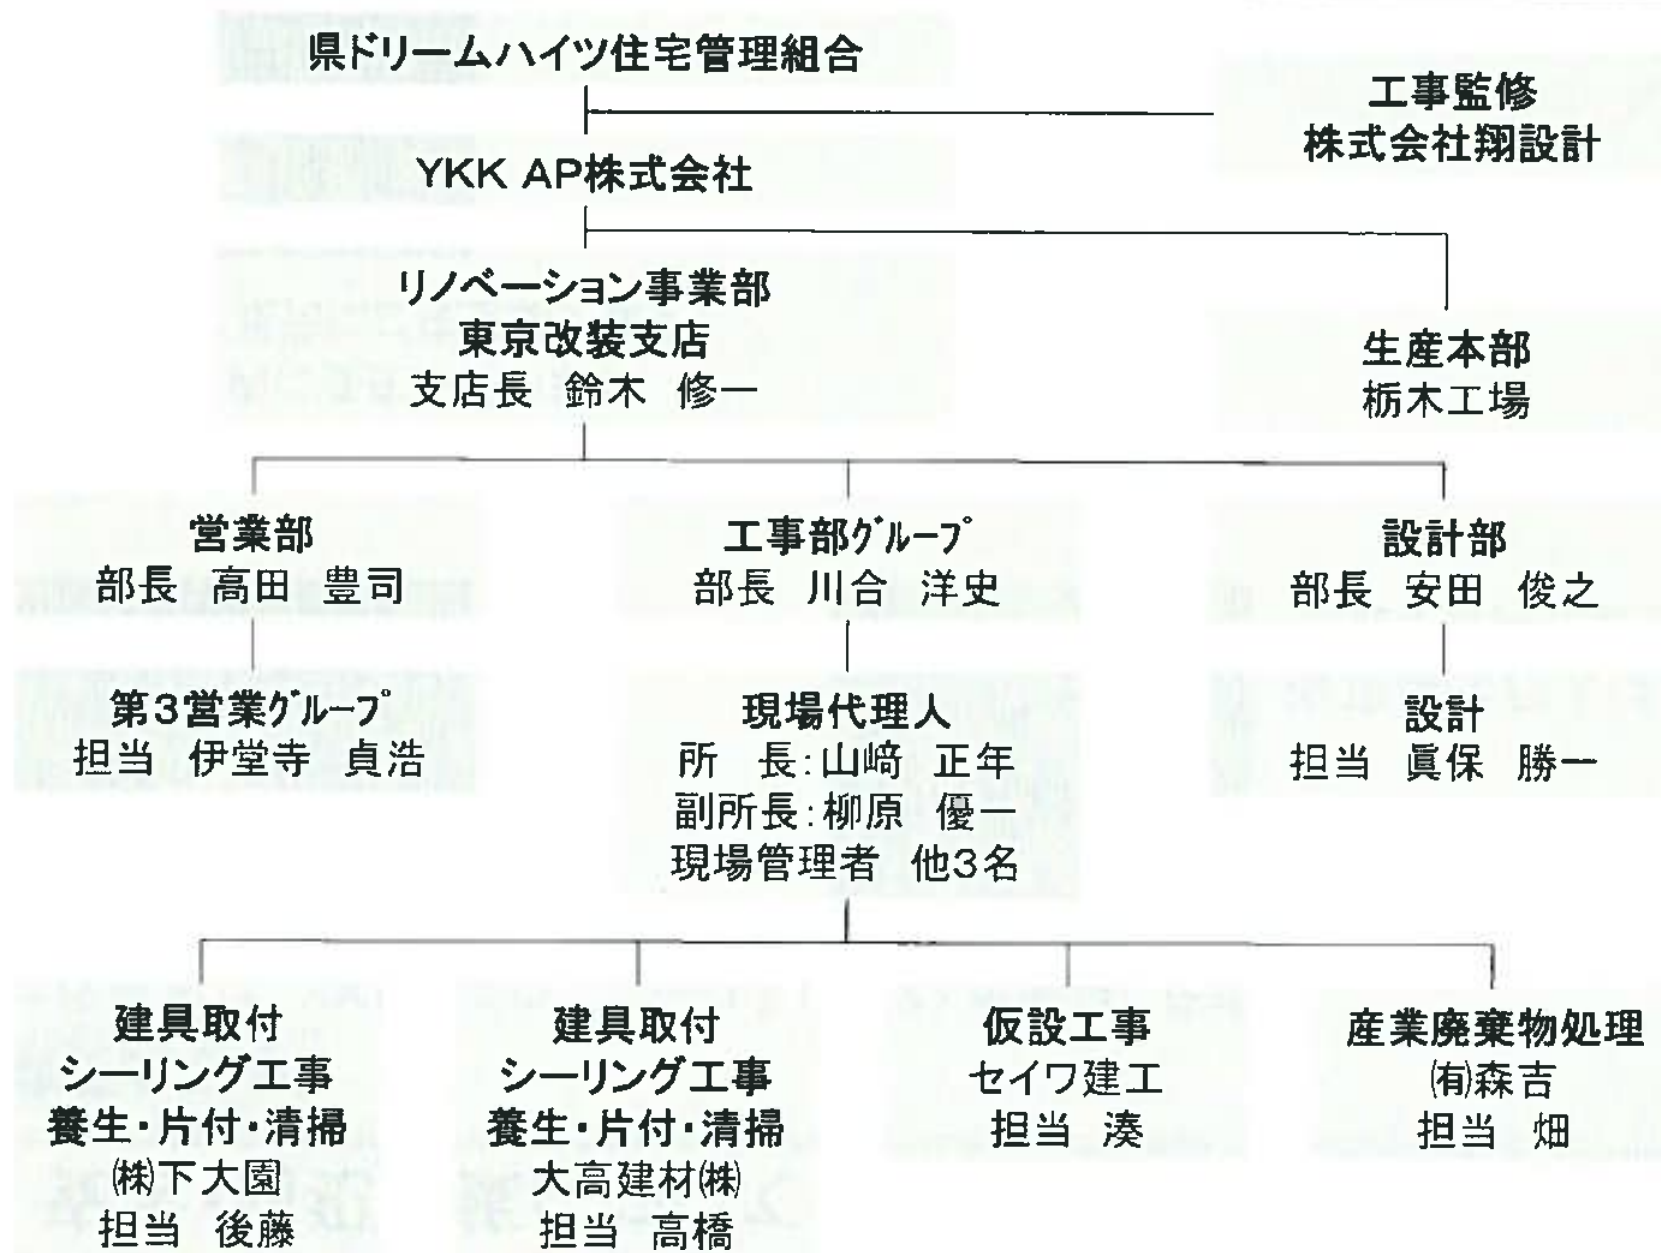 県ドリームハイツ住宅管理組合
工事監修
株式会社翔設計
YKK AP株式会社
リノベーション事業部
東京改装支店
支店長 鈴木 修一
生産本部
栃木工場
営業部
部長 高田 豊司
工事部グループ
部長 川合 洋史
設計部
部長 安田 俊之
第3営業グループ
担当 伊堂寺 貞浩
現場代理人
所 長:山﨑 正年
副所長:柳原 優一
現場管理者 他3名
設計
担当 眞保 勝一
建具取付
シーリング工事
養生・片付・清掃
㈱下大園
担当 後藤
建具取付
シーリング工事
養生・片付・清掃
大高建材㈱
担当 高橋
仮設工事
セイワ建工
担当 湊
産業廃棄物処理
㈲森吉
担当 畑